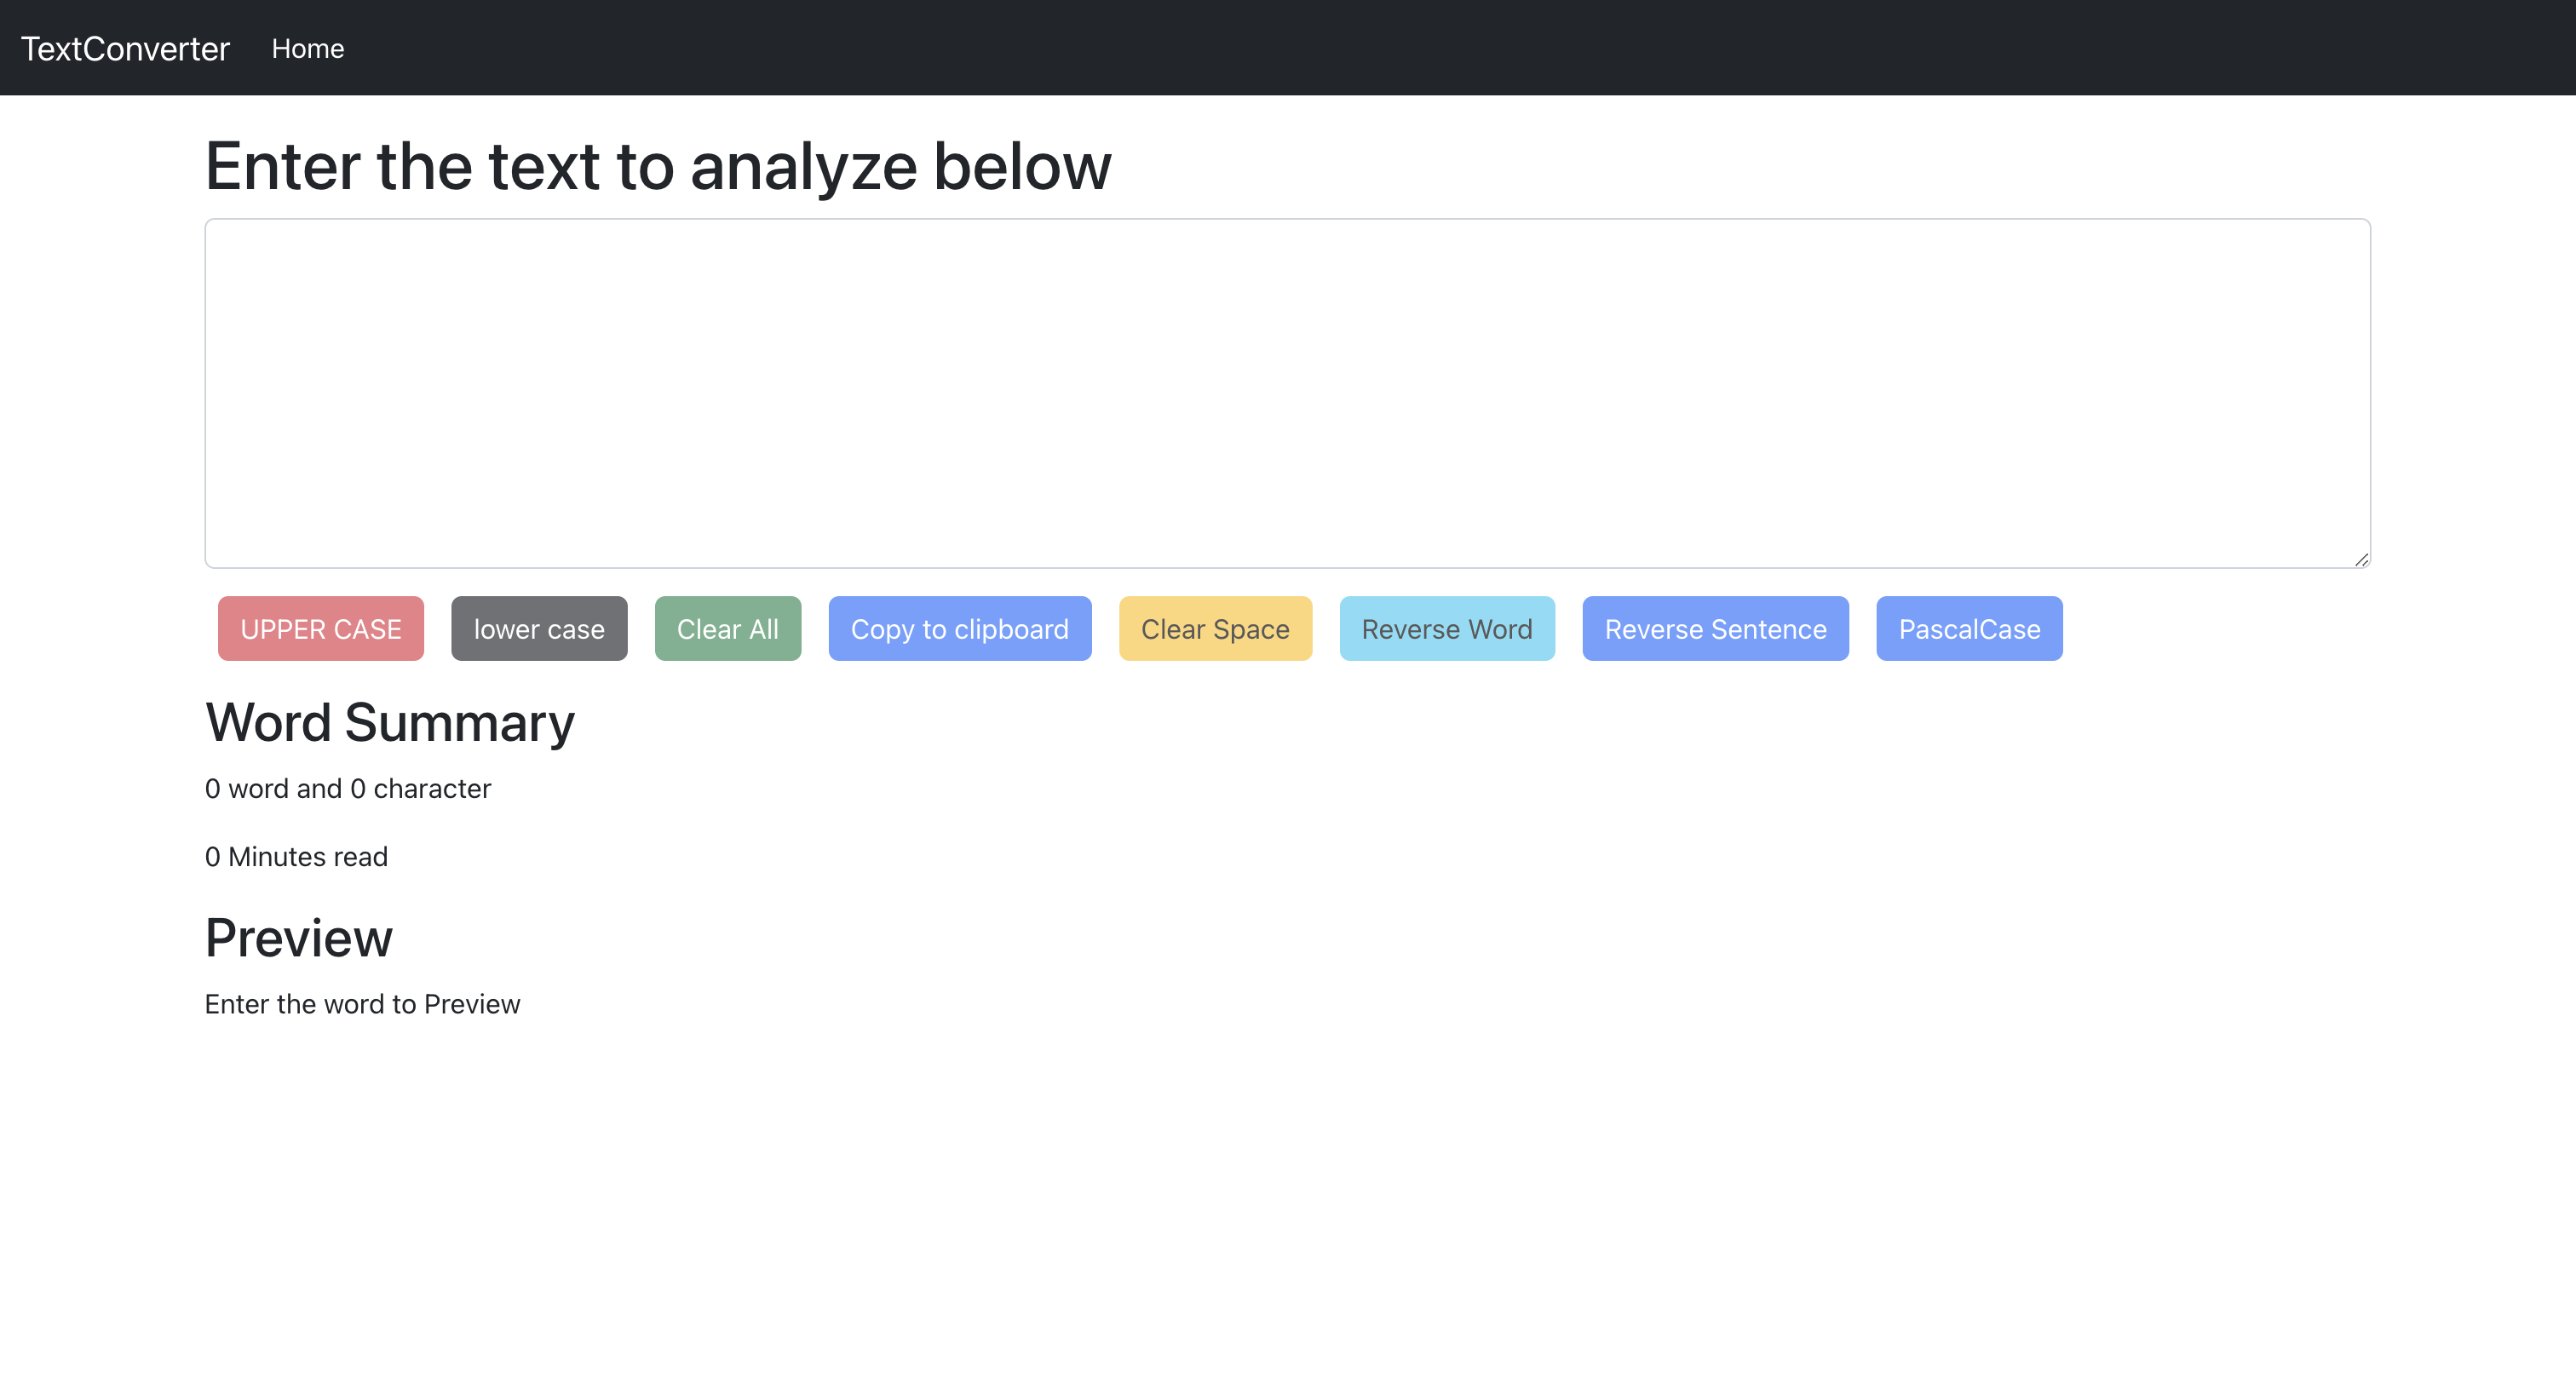 TextConverter Home
Enter the text to analyze below
UPPER CASE lower case Clear All Copy to clipboard Clear Space Reverse Word Reverse Sentence PascalCase
Word Summary
0 word and 0 character
0 Minutes read
Preview
Enter the word to Preview